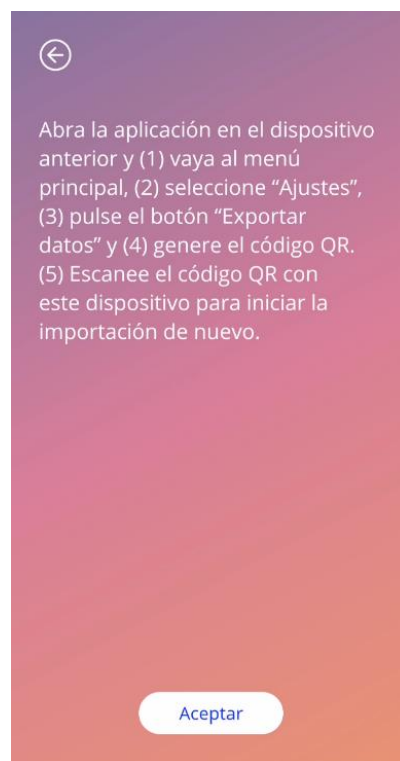 Abra la aplicación en el dispositivo
anterior y (1) vaya al menú
principal, (2) seleccione “Ajustes”,
(3) pulse el botón “Exportar
datos” y (4) genere el código QR.
(5) Escanee el código QR con
este dispositivo para iniciar la
importación de nuevo.
Aceptar